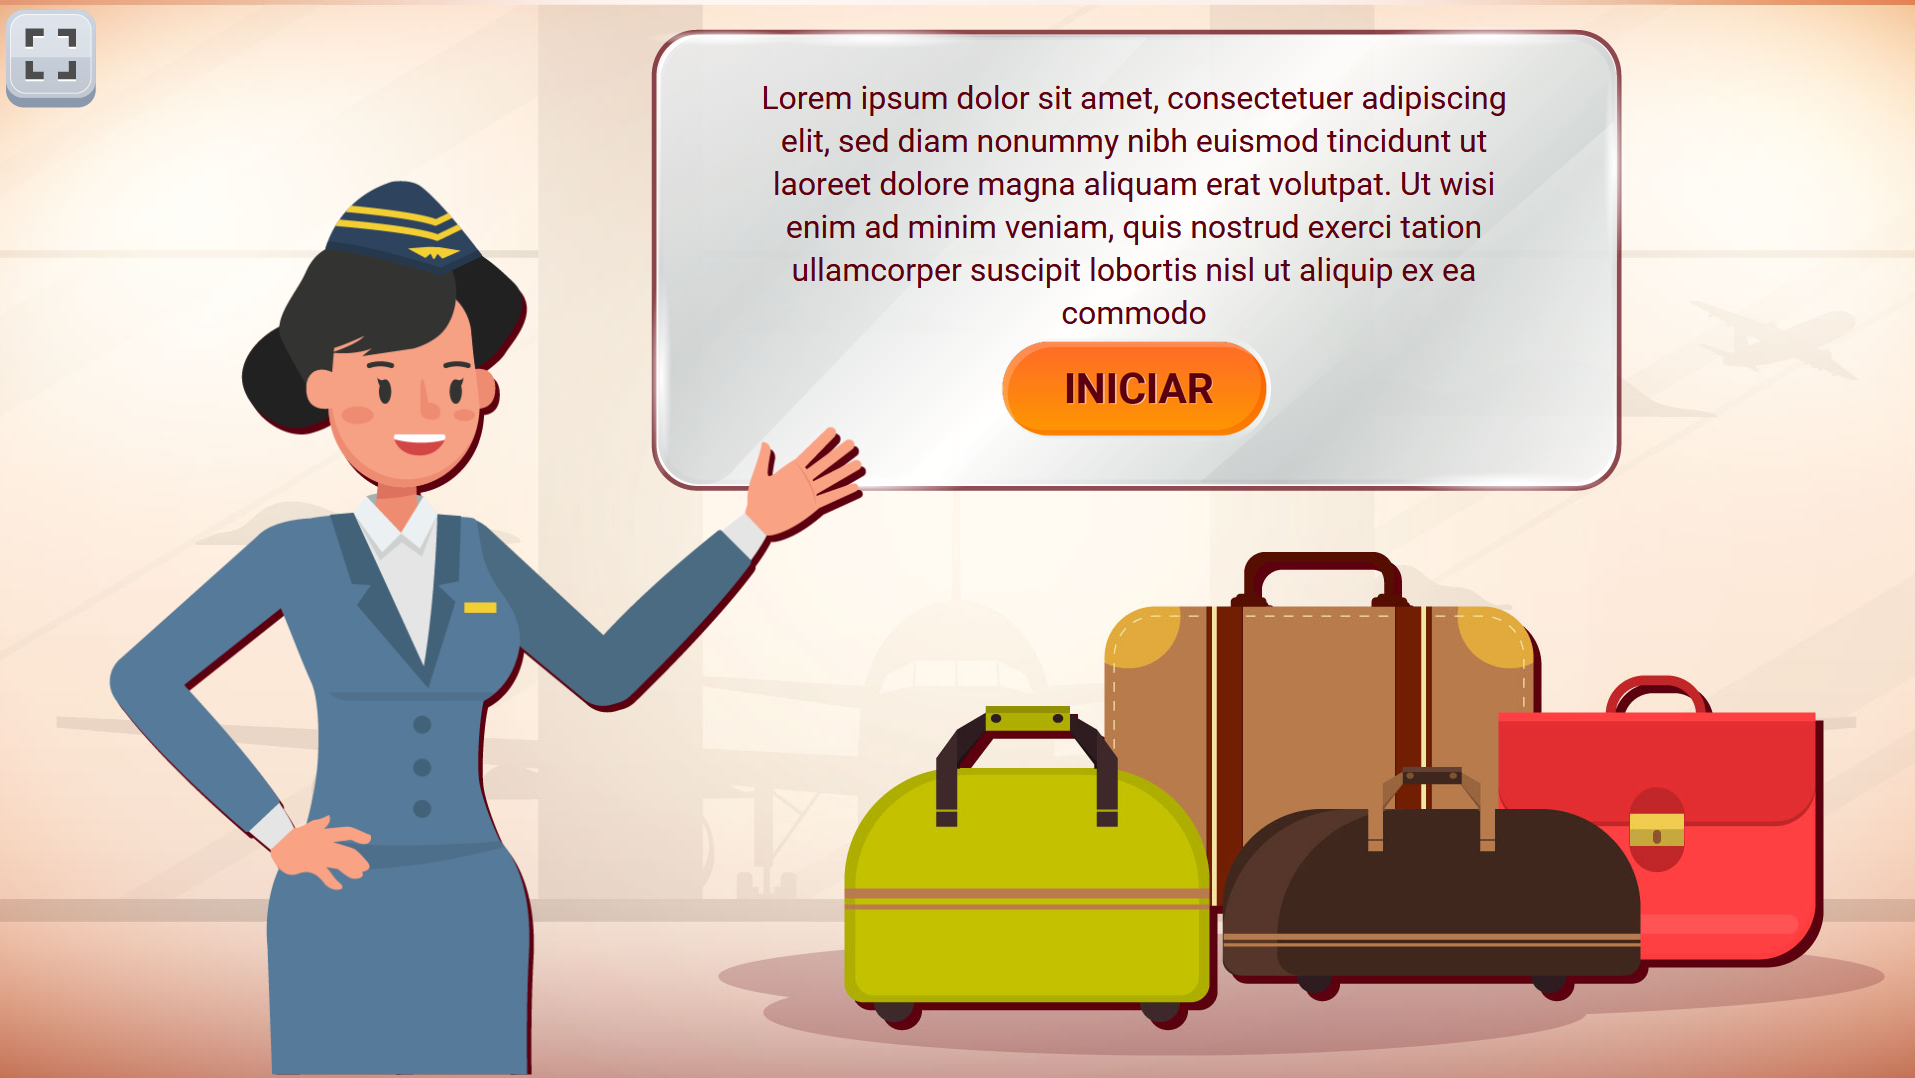 Lorem ipsum dolor sit amet, consectetuer adipiscing
elit, sed diam nonummy nibh euismod tincidunt ut
laoreet dolore magna aliquam erat volutpat. Ut wisi
enim ad minim veniam, quis nostrud exerci tation
ullamcorper suscipit lobortis nisl ut aliquip ex ea
commodo
INICIAR